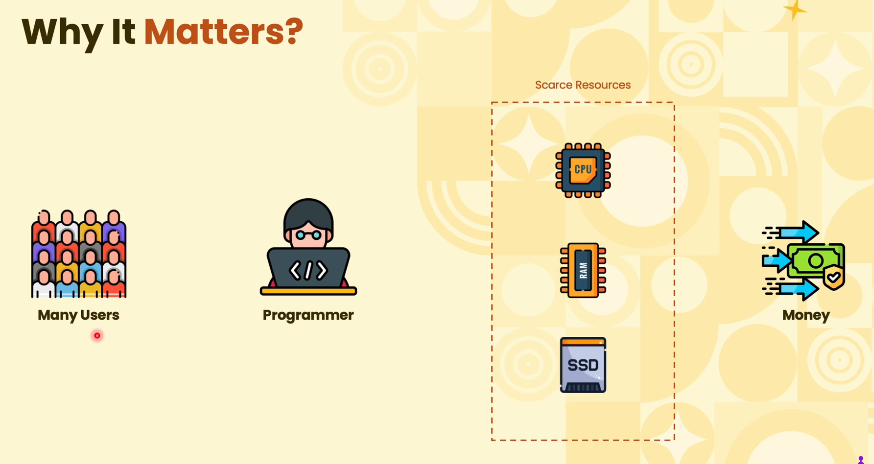 Why It Matters?
Scarce Resources
CPU
RAM
SSD
Many Users
Programmer
</>
Money